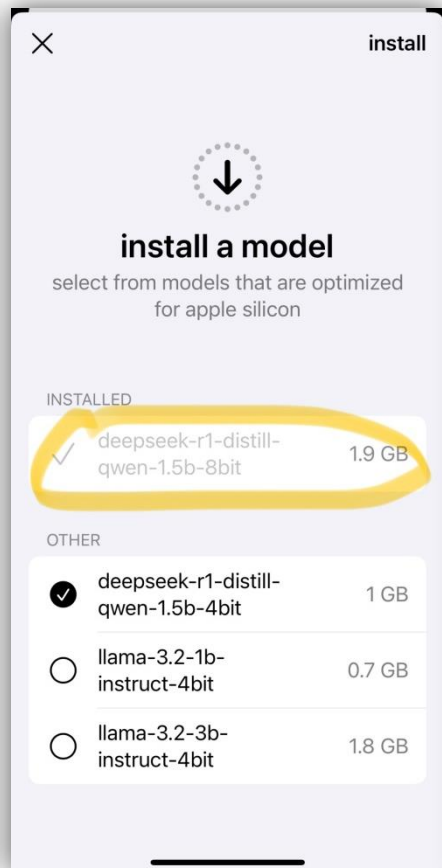 install
install a model
select from models that are optimized
for apple silicon
INSTALLED
deepseek-r1-distill-
qwen-1.5b-8bit
1.9 GB
OTHER
deepseek-r1-distill-
qwen-1.5b-4bit
1 GB
llama-3.2-1b-
instruct-4bit
0.7 GB
llama-3.2-3b-
instruct-4bit
1.8 GB